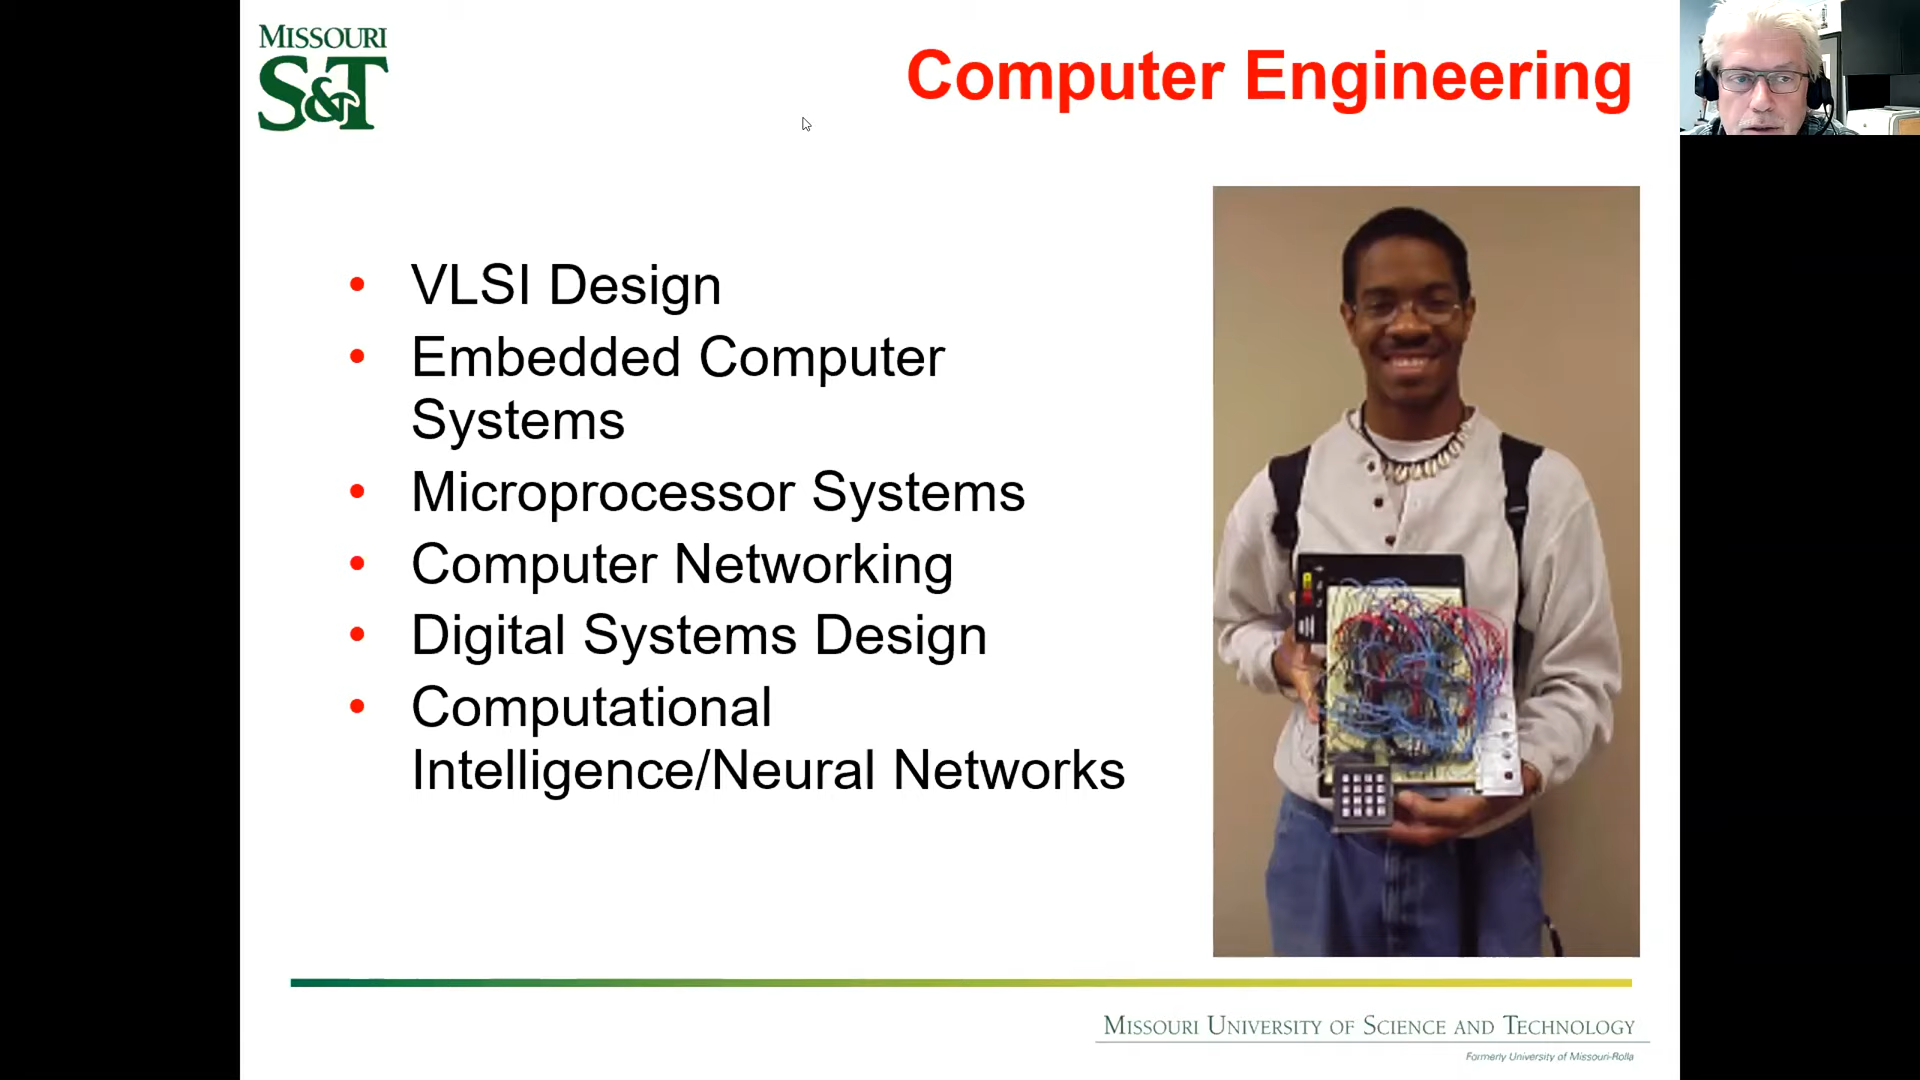 MISSOURI
S&T
Computer Engineering
• VLSI Design
• Embedded Computer
Systems
• Microprocessor Systems
• Computer Networking
• Digital Systems Design
• Computational
Intelligence/Neural Networks
MISSOURI UNIVERSITY OF SCIENCE AND TECHNOLOGY
Formerly University of Missouri-Rolla